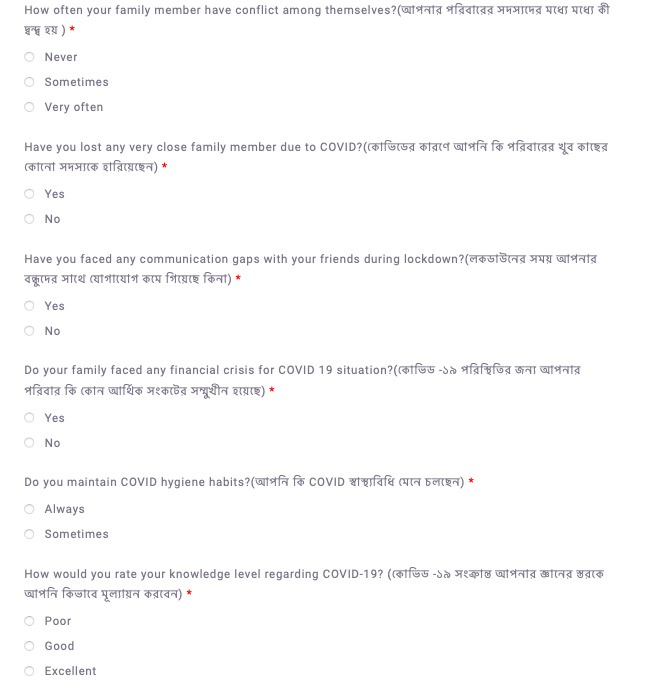 How often your family member have conflict among themselves?(আপনার পরিবারের সদস্যদের মধ্যে মধ্যে কী
দ্বন্দ্ব হয় ) *
Never
Sometimes
Very often
Have you lost any very close family member due to COVID?(কোভিডের কারণে আপনি কি পরিবারের খুব কাছের
কোনো সদস্যকে হারিয়েছেন) *
Yes
No
Have you faced any communication gaps with your friends during lockdown?(লকডাউনের সময় আপনার
বন্ধুদের সাথে যোগাযোগ কমে গিয়েছে কিনা) *
Yes
No
Do your family faced any financial crisis for COVID 19 situation?(কোভিড -১৯ পরিস্থিতির জন্য আপনার
পরিবার কি কোন আর্থিক সংকটের সম্মুখীন হয়েছে) *
Yes
No
Do you maintain COVID hygiene habits?(আপনি কি COVID স্বাস্থ্যবিধি মেনে চলছেন) *
Always
Sometimes
How would you rate your knowledge level regarding COVID-19? (কোভিড -১৯ সংক্রান্ত আপনার জ্ঞানের স্তরকে
আপনি কিভাবে মূল্যায়ন করবেন) *
Poor
Good
Excellent